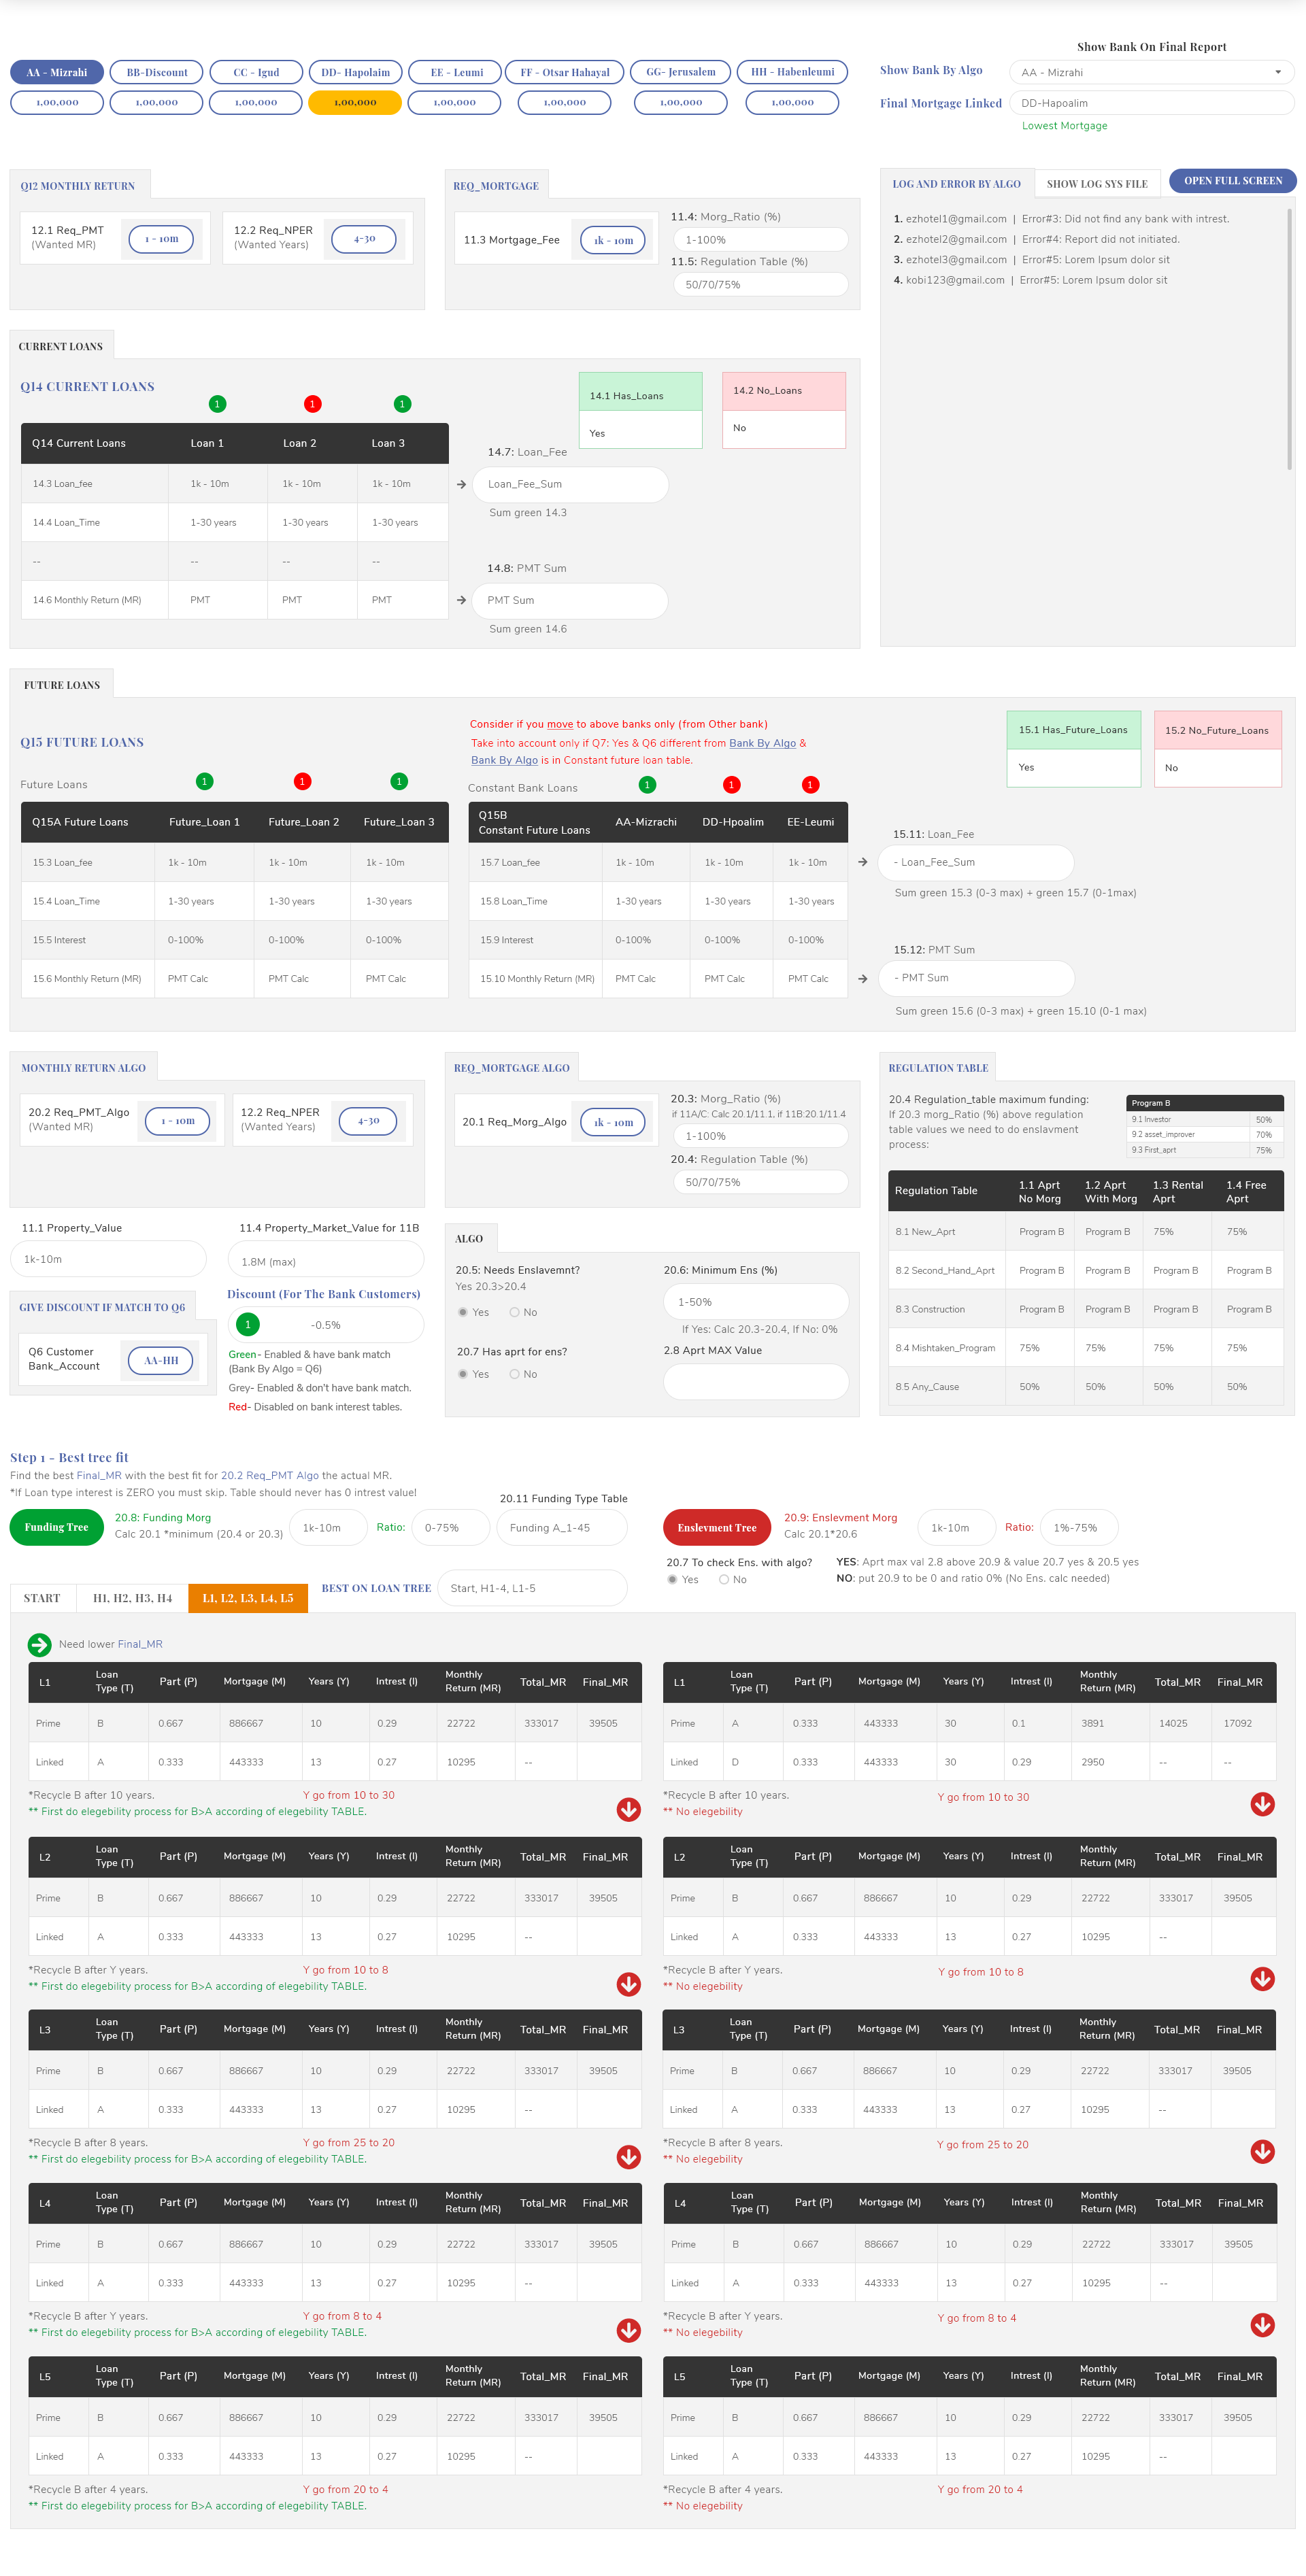 Show Bank On Final Report
AA - Mizrahi BB-Discount CC - Igud DD- Hapolaim EE - Leumi FF - Otsar Hahayal GG- Jerusalem HH - Habenleumi
1,00,000 1,00,000 1,00,000 1,00,000 1,00,000 1,00,000 1,00,000 1,00,000
Show Bank By Algo AA - Mizrahi
Final Mortgage Linked DD-Hapoalim
Lowest Mortgage
Q12 MONTHLY RETURN
12.1 Req_PMT
(Wanted MR)
1 - 10m
12.2 Req_NPER
(Wanted Years)
4-30
REQ_MORTGAGE
11.3 Mortgage_Fee 1k - 10m
11.4: Morg_Ratio (%)
1-100%
11.5: Regulation Table (%)
50/70/75%
LOG AND ERROR BY ALGO SHOW LOG SYS FILE OPEN FULL SCREEN
1. ezhotel1@gmail.com | Error#3: Did not find any bank with intrest.
2. ezhotel2@gmail.com | Error#4: Report did not initiated.
3. ezhotel3@gmail.com | Error#5: Lorem Ipsum dolor sit
4. kobi123@gmail.com | Error#5: Lorem Ipsum dolor sit
CURRENT LOANS
Q14 CURRENT LOANS
14.1 Has_Loans 14.2 No_Loans
Yes No
1 1 1
Q14 Current Loans Loan 1 Loan 2 Loan 3
14.3 Loan_fee 1k - 10m 1k - 10m 1k - 10m
14.4 Loan_Time 1-30 years 1-30 years 1-30 years
-- -- -- --
14.6 Monthly Return (MR) PMT PMT PMT
14.7: Loan_Fee
Loan_Fee_Sum
Sum green 14.3
14.8: PMT Sum
PMT Sum
Sum green 14.6
FUTURE LOANS
Q15 FUTURE LOANS
Consider if you move to above banks only (from Other bank)
Take into account only if Q7: Yes & Q6 different from Bank By Algo &
Bank By Algo is in Constant future loan table.
15.1 Has_Future_Loans 15.2 No_Future_Loans
Yes No
Future Loans 1 1 1
Constant Bank Loans 1 1 1
Q15A Future Loans Future_Loan 1 Future_Loan 2 Future_Loan 3
15.3 Loan_fee 1k - 10m 1k - 10m 1k - 10m
15.4 Loan_Time 1-30 years 1-30 years 1-30 years
15.5 Interest 0-100% 0-100% 0-100%
15.6 Monthly Return (MR) PMT Calc PMT Calc PMT Calc
Q15B
Constant Future Loans AA-Mizrachi DD-Hpoalim EE-Leumi
15.7 Loan_fee 1k - 10m 1k - 10m 1k - 10m
15.8 Loan_Time 1-30 years 1-30 years 1-30 years
15.9 Interest 0-100% 0-100% 0-100%
15.10 Monthly Return (MR) PMT Calc PMT Calc PMT Calc
15.11: Loan_Fee
- Loan_Fee_Sum
Sum green 15.3 (0-3 max) + green 15.7 (0-1max)
15.12: PMT Sum
- PMT Sum
Sum green 15.6 (0-3 max) + green 15.10 (0-1 max)
MONTHLY RETURN ALGO
20.2 Req_PMT_Algo
(Wanted MR)
1 - 10m
12.2 Req_NPER
(Wanted Years)
4-30
REQ_MORTGAGE ALGO
20.1 Req_Morg_Algo 1k - 10m
20.3: Morg_Ratio (%)
if 11A/C: Calc 20.1/11.1, if 11B:20.1/11.4
1-100%
20.4: Regulation Table (%)
50/70/75%
REGULATION TABLE
20.4 Regulation_table maximum funding:
If 20.3 morg_Ratio (%) above regulation
table values we need to do enslavment
process:
Program B
9.1 Investor 50%
9.2 asset_improver 70%
9.3 First_aprt 75%
Regulation Table 1.1 Aprt No Morg 1.2 Aprt With Morg 1.3 Rental Aprt 1.4 Free Aprt
8.1 New_Aprt Program B Program B 75% 75%
8.2 Second_Hand_Aprt Program B Program B Program B Program B
8.3 Construction Program B Program B Program B Program B
8.4 Mishtaken_Program 75% 75% 75% 75%
8.5 Any_Cause 50% 50% 50% 50%
11.1 Property_Value
1k-10m
11.4 Property_Market_Value for 11B
1.8M (max)
GIVE DISCOUNT IF MATCH TO Q6
Q6 Customer
Bank_Account
AA-HH
Discount (For The Bank Customers)
1 -0.5%
Green- Enabled & have bank match
(Bank By Algo = Q6)
Grey- Enabled & don't have bank match.
Red- Disabled on bank interest tables.
ALGO
20.5: Needs Enslavemnt?
Yes 20.3>20.4
Yes No
20.6: Minimum Ens (%)
1-50%
If Yes: Calc 20.3-20.4, If No: 0%
20.7 Has aprt for ens?
Yes No
2.8 Aprt MAX Value
Step 1 - Best tree fit
Find the best Final_MR with the best fit for 20.2 Req_PMT Algo the actual MR.
*If Loan type interest is ZERO you must skip. Table should never has 0 intrest value!
20.11 Funding Type Table
Funding Tree
20.8: Funding Morg
Calc 20.1 *minimum (20.4 or 20.3)
1k-10m Ratio: 0-75% Funding A_1-45
Enslevment Tree
20.9: Enslevment Morg
Calc 20.1*20.6
1k-10m Ratio: 1%-75%
20.7 To check Ens. with algo?
Yes No
YES: Aprt max val 2.8 above 20.9 & value 20.7 yes & 20.5 yes
NO: put 20.9 to be 0 and ratio 0% (No Ens. calc needed)
START H1, H2, H3, H4 L1, L2, L3, L4, L5 BEST ON LOAN TREE Start, H1-4, L1-5
Need lower Final_MR
L1 Loan Type (T) Part (P) Mortgage (M) Years (Y) Intrest (I) Monthly Return (MR) Total_MR Final_MR
Prime B 0.667 886667 10 0.29 22722 333017 39505
Linked A 0.333 443333 13 0.27 10295 --
*Recycle B after 10 years. Y go from 10 to 30
** First do elegebility process for B>A according of elegebility TABLE.
L1 Loan Type (T) Part (P) Mortgage (M) Years (Y) Intrest (I) Monthly Return (MR) Total_MR Final_MR
Prime A 0.333 443333 30 0.1 3891 14025 17092
Linked D 0.333 443333 30 0.29 2950 -- --
*Recycle B after 10 years. Y go from 10 to 30
** No elegebility
L2 Loan Type (T) Part (P) Mortgage (M) Years (Y) Intrest (I) Monthly Return (MR) Total_MR Final_MR
Prime B 0.667 886667 10 0.29 22722 333017 39505
Linked A 0.333 443333 13 0.27 10295 --
*Recycle B after Y years. Y go from 10 to 8
** First do elegebility process for B>A according of elegebility TABLE.
L2 Loan Type (T) Part (P) Mortgage (M) Years (Y) Intrest (I) Monthly Return (MR) Total_MR Final_MR
Prime B 0.667 886667 10 0.29 22722 333017 39505
Linked A 0.333 443333 13 0.27 10295 --
*Recycle B after Y years. Y go from 10 to 8
** No elegebility
L3 Loan Type (T) Part (P) Mortgage (M) Years (Y) Intrest (I) Monthly Return (MR) Total_MR Final_MR
Prime B 0.667 886667 10 0.29 22722 333017 39505
Linked A 0.333 443333 13 0.27 10295 --
*Recycle B after 8 years. Y go from 25 to 20
** First do elegebility process for B>A according of elegebility TABLE.
L3 Loan Type (T) Part (P) Mortgage (M) Years (Y) Intrest (I) Monthly Return (MR) Total_MR Final_MR
Prime B 0.667 886667 10 0.29 22722 333017 39505
Linked A 0.333 443333 13 0.27 10295 --
*Recycle B after 8 years. Y go from 25 to 20
** No elegebility
L4 Loan Type (T) Part (P) Mortgage (M) Years (Y) Intrest (I) Monthly Return (MR) Total_MR Final_MR
Prime B 0.667 886667 10 0.29 22722 333017 39505
Linked A 0.333 443333 13 0.27 10295 --
*Recycle B after Y years. Y go from 8 to 4
** First do elegebility process for B>A according of elegebility TABLE.
L4 Loan Type (T) Part (P) Mortgage (M) Years (Y) Intrest (I) Monthly Return (MR) Total_MR Final_MR
Prime B 0.667 886667 10 0.29 22722 333017 39505
Linked A 0.333 443333 13 0.27 10295 --
*Recycle B after Y years. Y go from 8 to 4
** No elegebility
L5 Loan Type (T) Part (P) Mortgage (M) Years (Y) Intrest (I) Monthly Return (MR) Total_MR Final_MR
Prime B 0.667 886667 10 0.29 22722 333017 39505
Linked A 0.333 443333 13 0.27 10295 --
*Recycle B after 4 years. Y go from 20 to 4
** First do elegebility process for B>A according of elegebility TABLE.
L5 Loan Type (T) Part (P) Mortgage (M) Years (Y) Intrest (I) Monthly Return (MR) Total_MR Final_MR
Prime B 0.667 886667 10 0.29 22722 333017 39505
Linked A 0.333 443333 13 0.27 10295 --
*Recycle B after 4 years. Y go from 20 to 4
** No elegebility